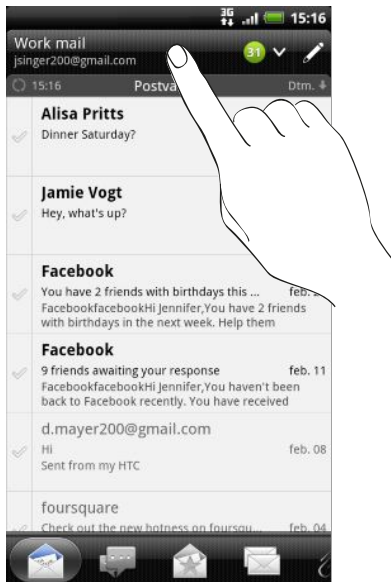 3G 15:16
Work mail
jsinger200@gmail.com
31
15:16 Dtm.
Alisa Pritts
Dinner Saturday?
Jamie Vogt
Hey, what's up?
Facebook
You have 2 friends with birthdays this ... feb.
FacebookfacebookHi Jennifer,You have 2 friends
with birthdays in the next week. Help them
Facebook
9 friends awaiting your response feb. 11
FacebookfacebookHi Jennifer,You haven't been
back to Facebook recently. You have received
d.mayer200@gmail.com
Hi feb. 08
Sent from my HTC
foursquare
Check out the new hotness on foursqu... feb. 04